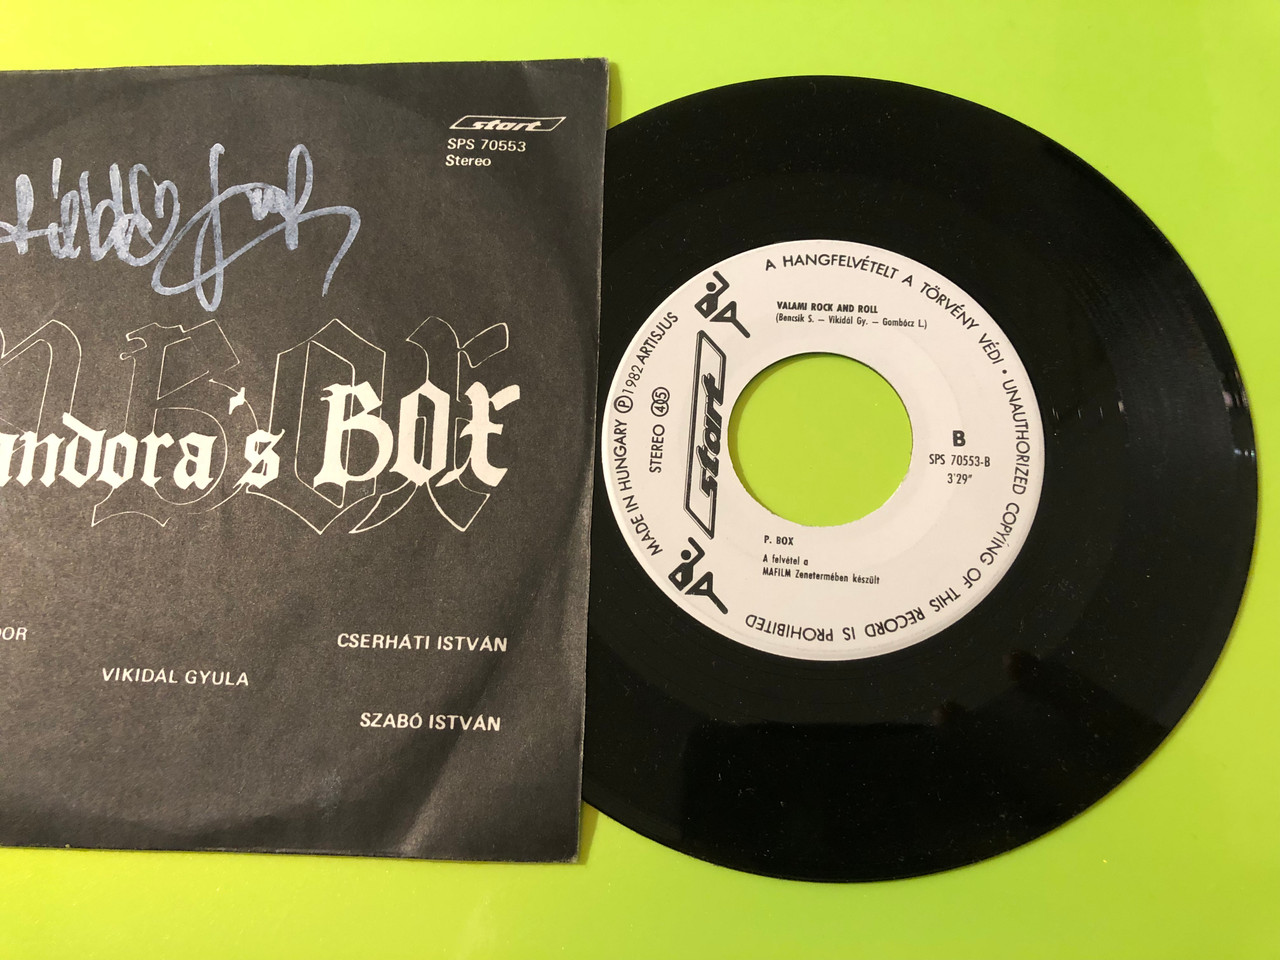 start
SPS 70553
Stereo
andora's BOX
DOR
CSERHÁTI ISTVÁN
VIKIDÁL GYULA
SZABÓ ISTVÁN
A HANGFELVÉTELT A TÖRVÉNY VÉDI · UNAUTHORIZED COPYING OF THIS RECORD IS PROHIBITED
MADE IN HUNGARY Ⓟ 1982 ARTISJUS
STEREO 45
start
VALAMI ROCK AND ROLL
(Bencsik S. — Vikidál Gy. — Gombócz L.)
B
SPS 70553-B
3'29"
P. BOX
A felvétel a
MAFILM Zenetermében készült